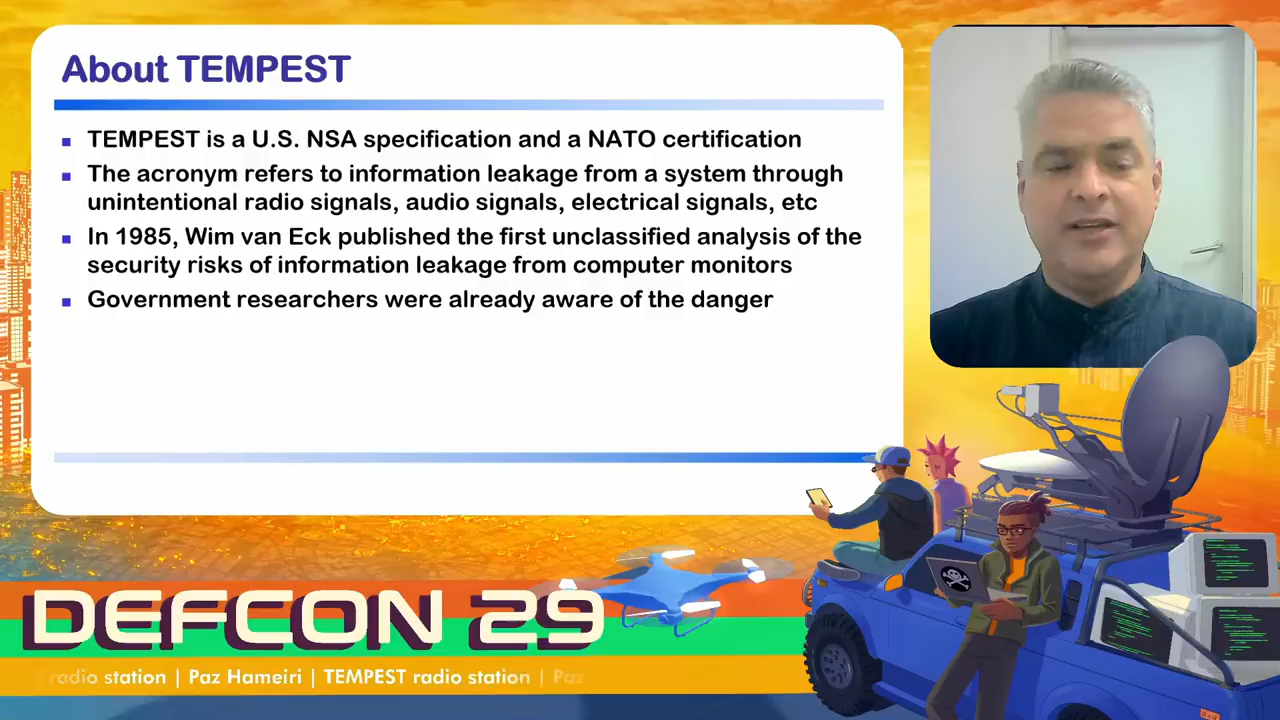 About TEMPEST
TEMPEST is a U.S. NSA specification and a NATO certification
The acronym refers to information leakage from a system through
unintentional radio signals, audio signals, electrical signals, etc
In 1985, Wim van Eck published the first unclassified analysis of the
security risks of information leakage from computer monitors
Government researchers were already aware of the danger
DEFCON 29
radio station | Paz Hameiri | TEMPEST radio station | Paz